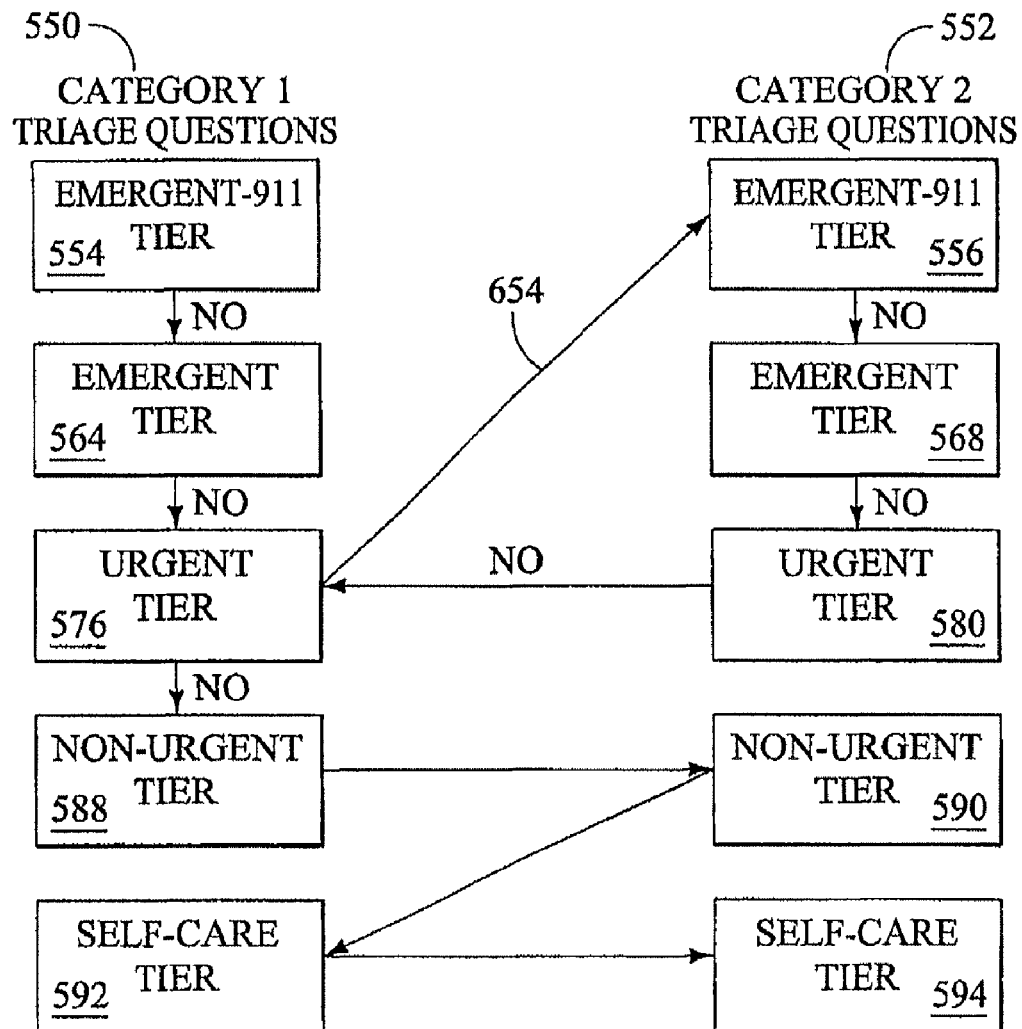 550
552
CATEGORY 1
TRIAGE QUESTIONS
CATEGORY 2
TRIAGE QUESTIONS
EMERGENT-911
TIER
554
EMERGENT-911
TIER
556
654
NO
NO
EMERGENT
TIER
564
EMERGENT
TIER
568
NO
NO
URGENT
TIER
576
NO
URGENT
TIER
580
NO
NON-URGENT
TIER
588
NON-URGENT
TIER
590
SELF-CARE
TIER
592
SELF-CARE
TIER
594